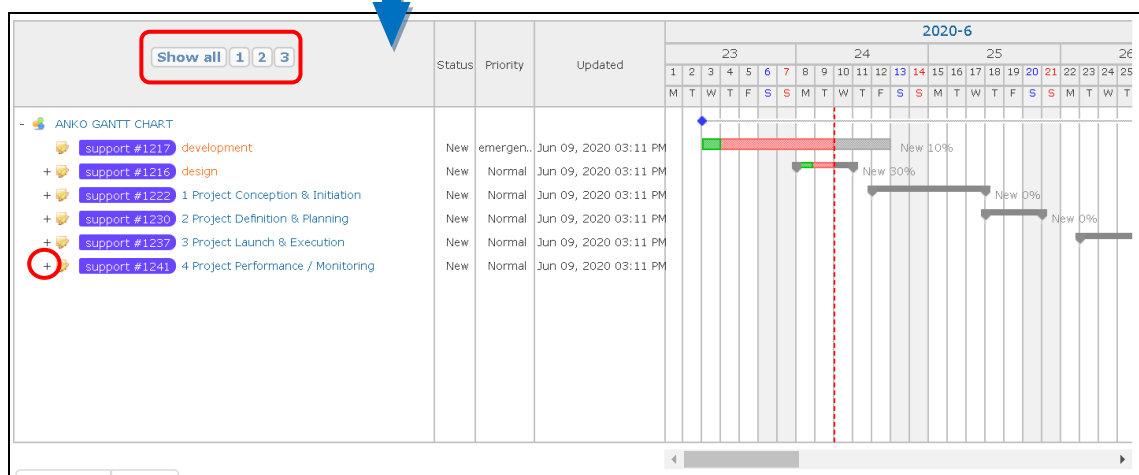 2020-6
Show all 1 2 3 Status Priority Updated 23 24 25 26
1 2 3 4 5 6 7 8 9 10 11 12 13 14 15 16 17 18 19 20 21 22 23 24 25
M T W T F S S M T W T F S S M T W T F S S M T W T
- ANKO GANTT CHART
support #1217 development New emergen.. Jun 09, 2020 03:11 PM New 10%
+ support #1216 design New Normal Jun 09, 2020 03:11 PM New 30%
+ support #1222 1 Project Conception & Initiation New Normal Jun 09, 2020 03:11 PM New 0%
+ support #1230 2 Project Definition & Planning New Normal Jun 09, 2020 03:11 PM New 0%
+ support #1237 3 Project Launch & Execution New Normal Jun 09, 2020 03:11 PM
+ support #1241 4 Project Performance / Monitoring New Normal Jun 09, 2020 03:11 PM